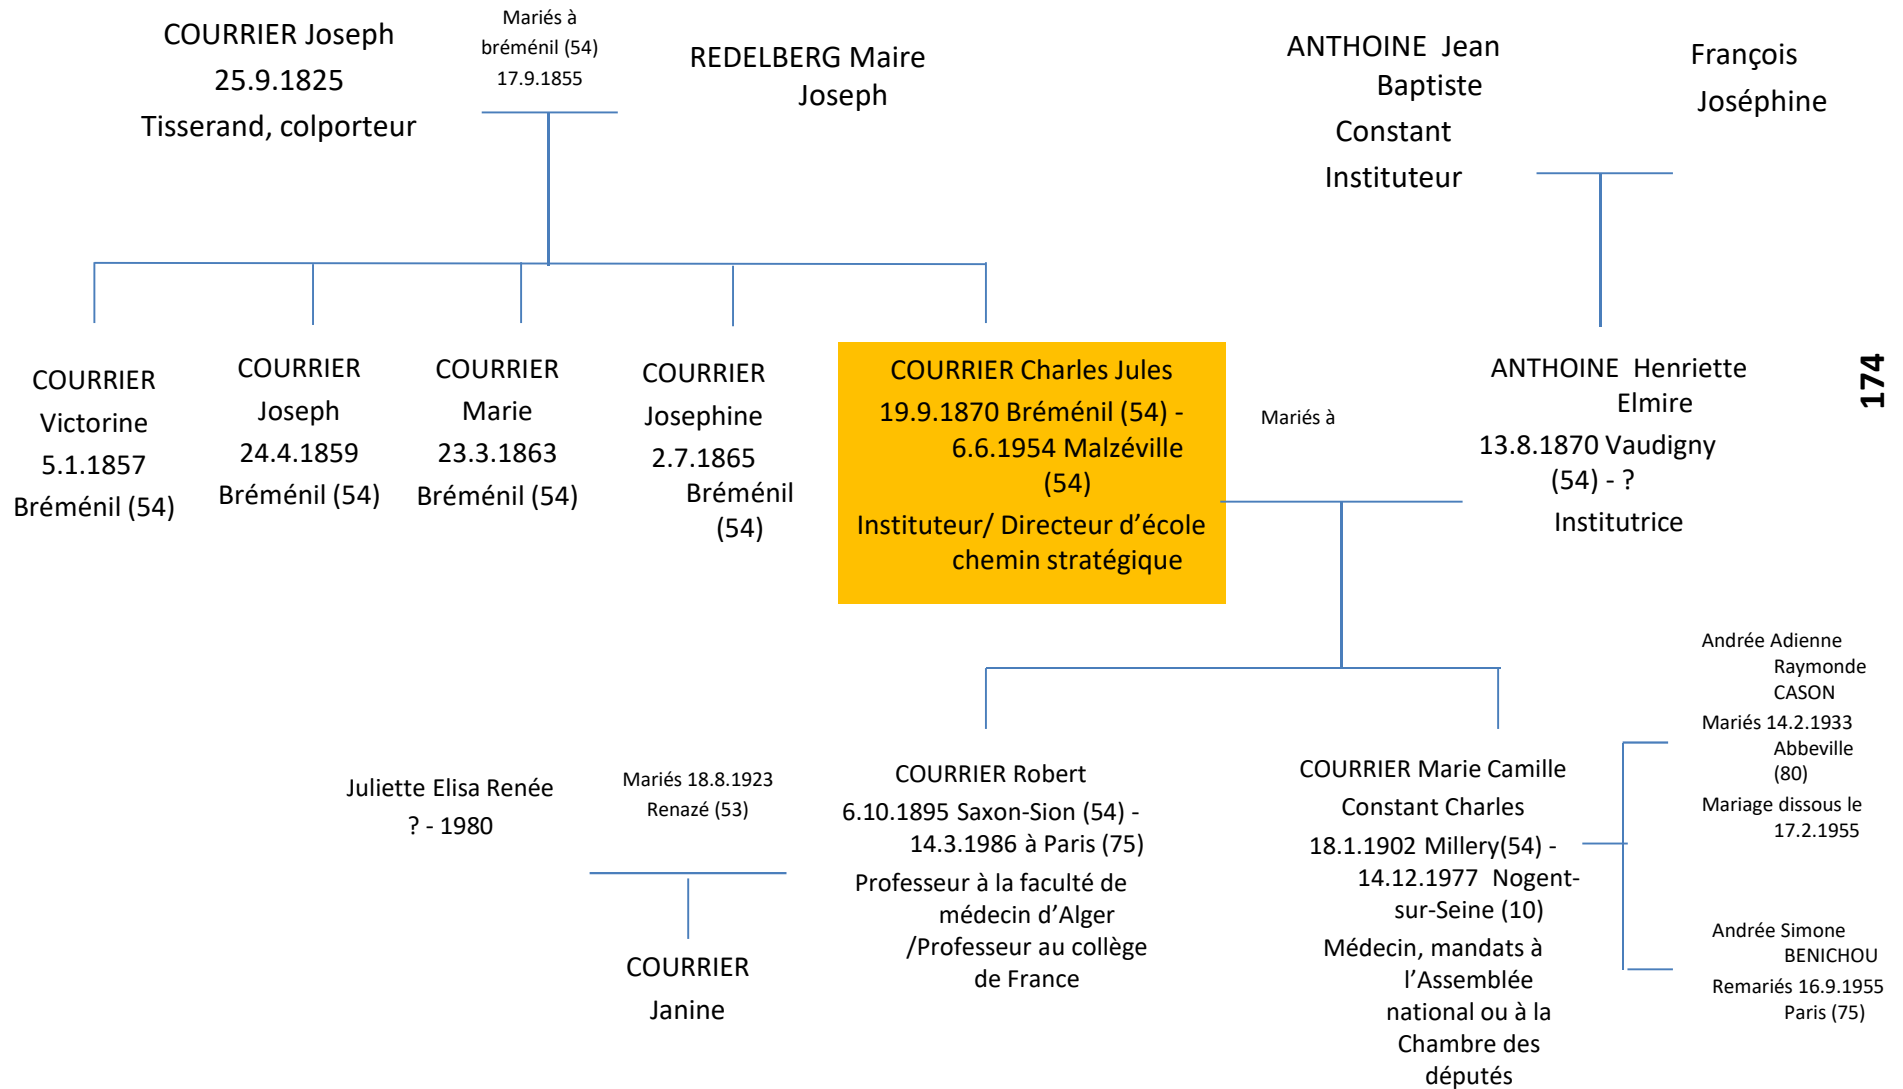 COURRIER Joseph
25.9.1825
Tisserand, colporteur
Mariés à
bréménil (54)
17.9.1855
REDELBERG Maire
Joseph
ANTHOINE Jean
Baptiste
Constant
Instituteur
François
Joséphine
COURRIER
Victorine
5.1.1857
Bréménil (54)
COURRIER
Joseph
24.4.1859
Bréménil (54)
COURRIER
Marie
23.3.1863
Bréménil (54)
COURRIER
Josephine
2.7.1865
Bréménil
(54)
COURRIER Charles Jules
19.9.1870 Bréménil (54) -
6.6.1954 Malzéville
(54)
Instituteur/ Directeur d’école
chemin stratégique
Mariés à
ANTHOINE Henriette
Elmire
13.8.1870 Vaudigny
(54) - ?
Institutrice
174
Juliette Elisa Renée
? - 1980
Mariés 18.8.1923
Renazé (53)
COURRIER
Janine
COURRIER Robert
6.10.1895 Saxon-Sion (54) -
14.3.1986 à Paris (75)
Professeur à la faculté de
médecin d’Alger
/Professeur au collège
de France
COURRIER Marie Camille
Constant Charles
18.1.1902 Millery(54) -
14.12.1977 Nogent-
sur-Seine (10)
Médecin, mandats à
l’Assemblée
national ou à la
Chambre des
députés
Andrée Adienne
Raymonde
CASON
Mariés 14.2.1933
Abbeville
(80)
Mariage dissous le
17.2.1955
Andrée Simone
BENICHOU
Remariés 16.9.1955
Paris (75)